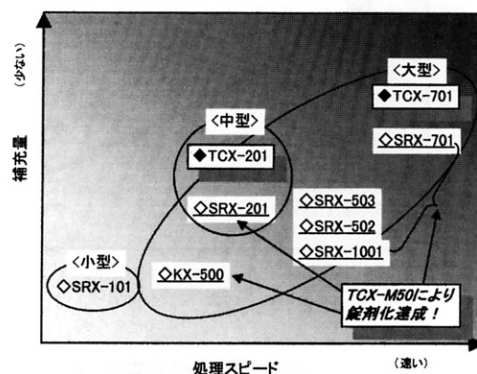 (少ない)
補充量
<大型>
◆TCX-701
<中型>
◇SRX-701
◆TCX-201
◇SRX-503
◇SRX-201
◇SRX-502
◇SRX-1001
<小型>
◇KX-500
◇SRX-101
TCX-M50により
錠剤化達成!
処理スピード
(速い)